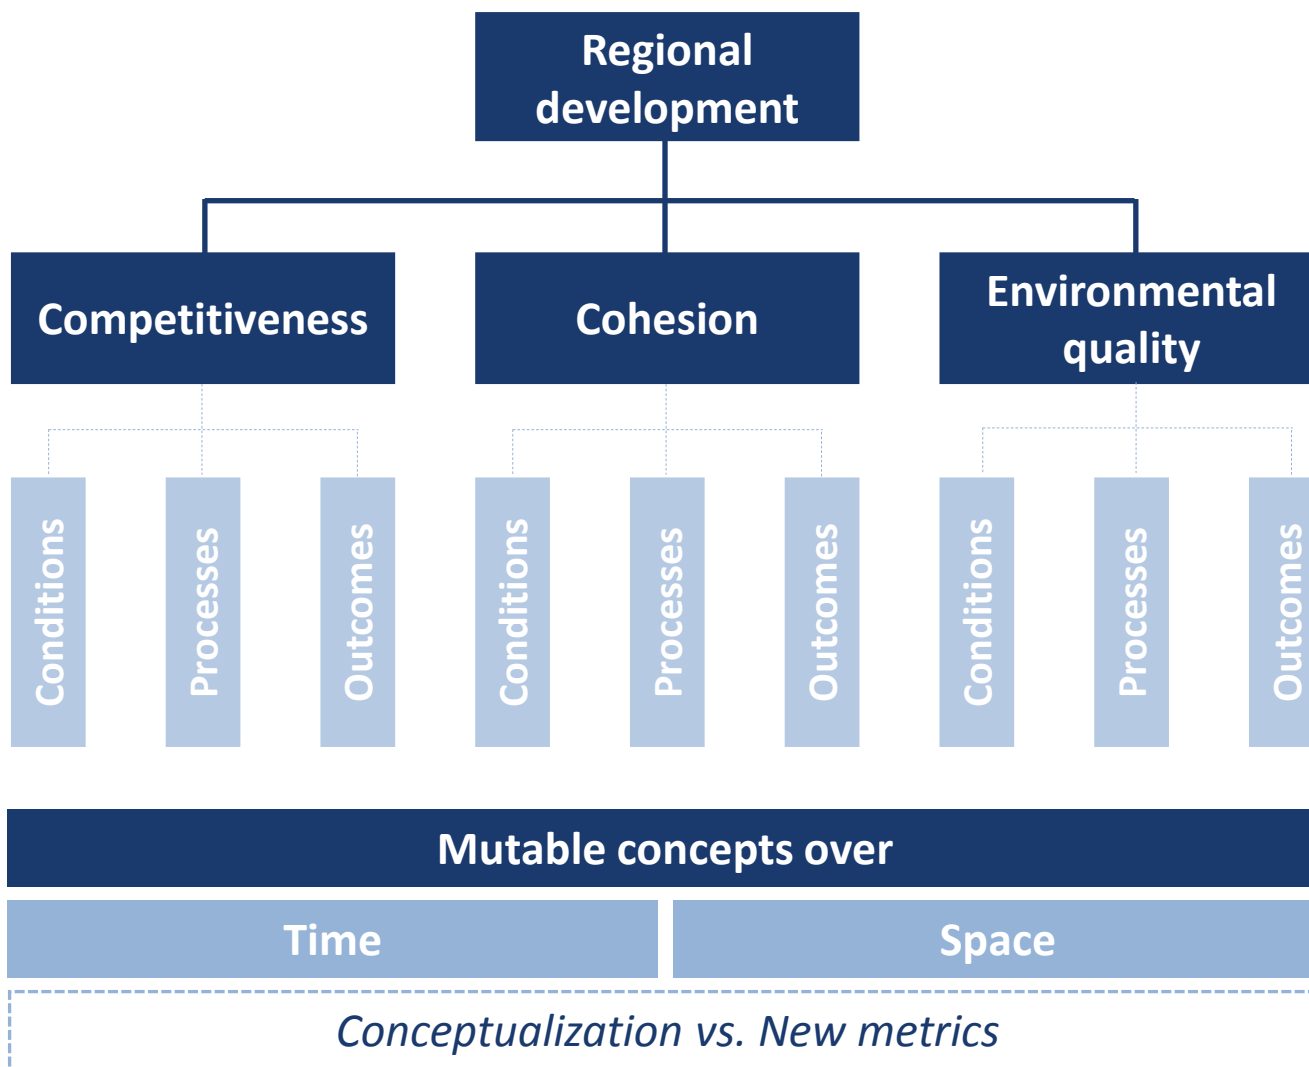 Regional
development
Competitiveness
Cohesion
Environmental
quality
Conditions
Processes
Outcomes
Conditions
Processes
Outcomes
Conditions
Processes
Outcomes
Mutable concepts over
Time
Space
Conceptualization vs. New metrics